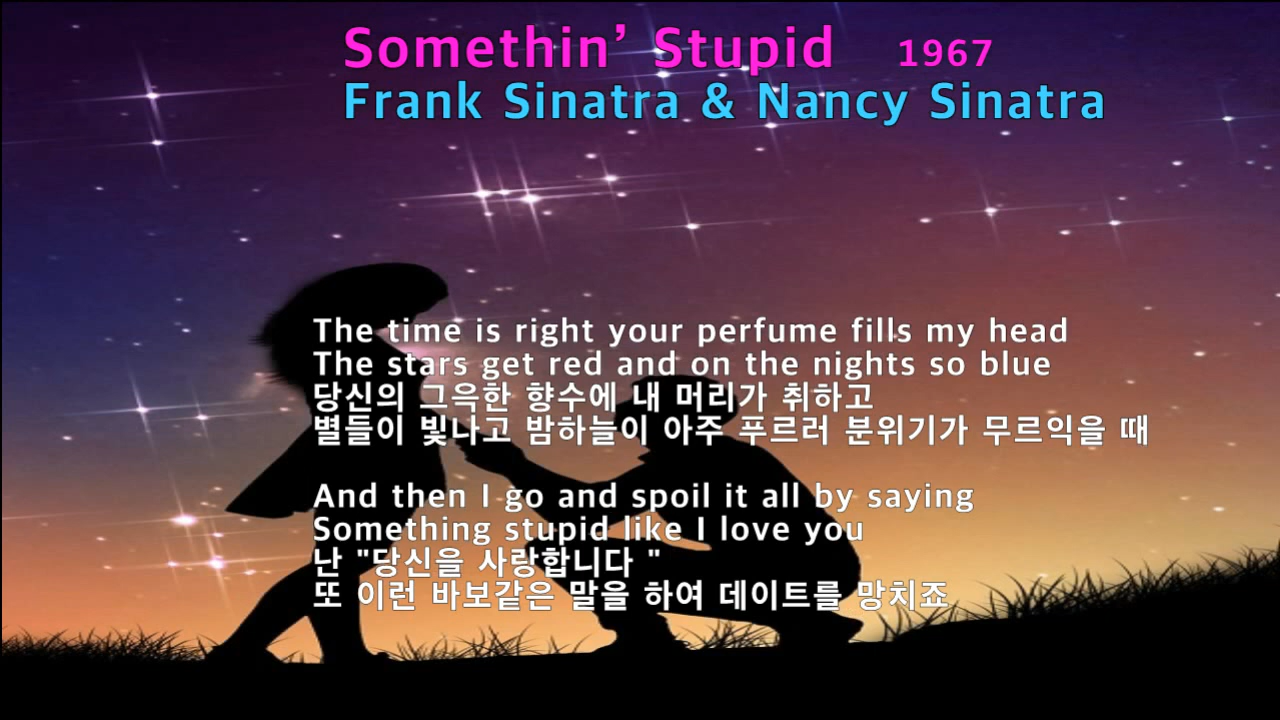 Somethin' Stupid 1967
Frank Sinatra & Nancy Sinatra
The time is right your perfume fills my head
The stars get red and on the nights so blue
당신의 그윽한 향수에 내 머리가 취하고
별들이 빛나고 밤하늘이 아주 푸르러 분위기가 무르익을 때
And then I go and spoil it all by saying
Something stupid like I love you
난 "당신을 사랑합니다 "
또 이런 바보같은 말을 하여 데이트를 망치죠